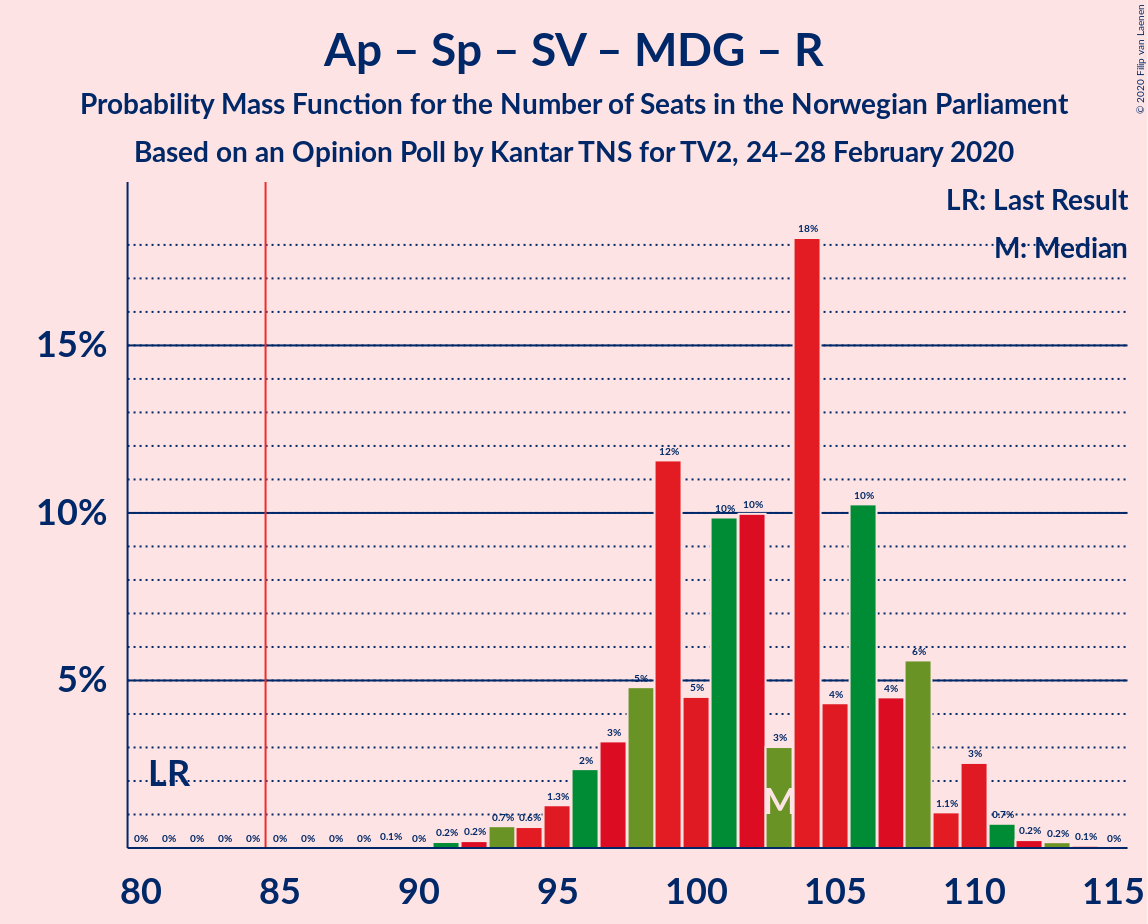 Ap – Sp – SV – MDG – R
Probability Mass Function for the Number of Seats in the Norwegian Parliament
Based on an Opinion Poll by Kantar TNS for TV2, 24–28 February 2020
© 2020 Filip van Laenen
LR: Last Result
M: Median
15%
10%
5%
LR
M
0% 0% 0% 0% 0% 0% 0% 0% 0% 0.1% 0% 0.2% 0.2% 0.7% 0.6% 1.3% 2% 3% 5% 12% 5% 10% 10% 3% 18% 4% 10% 4% 6% 1.1% 3% 0.7% 0.2% 0.2% 0.1% 0%
80 85 90 95 100 105 110 115